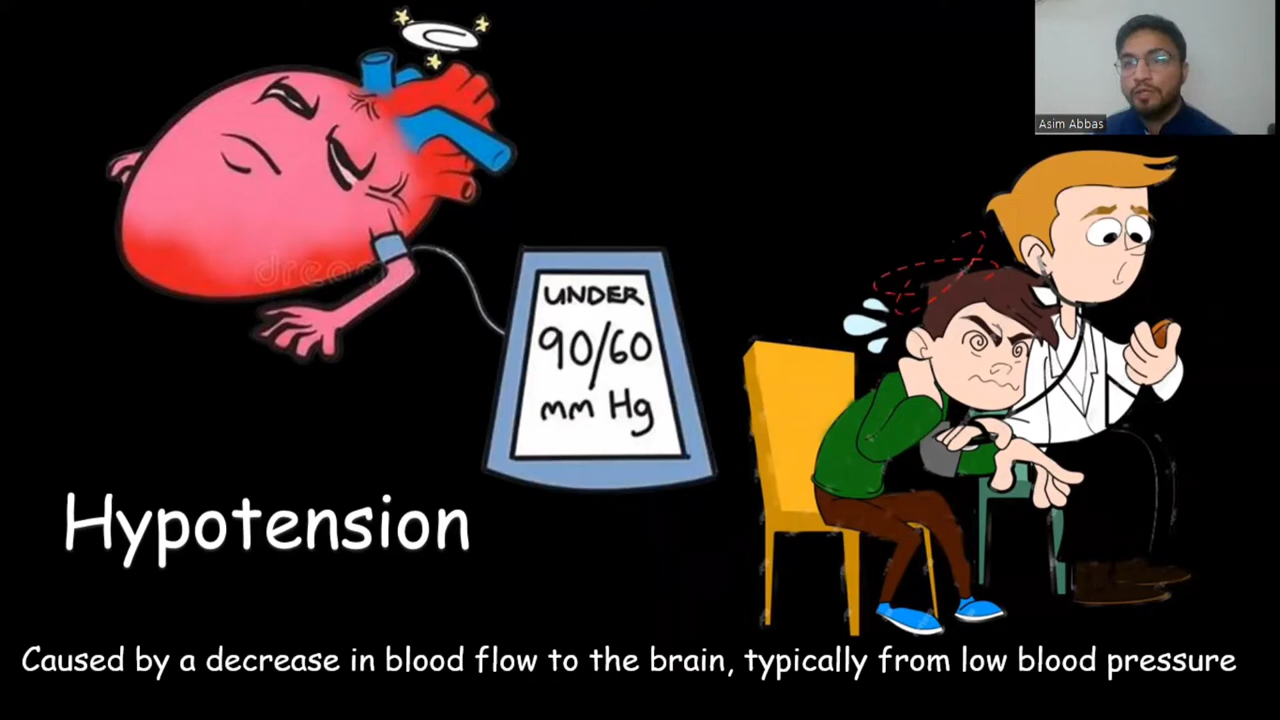 Asim Abbas
UNDER
90/60
mm Hg
Hypotension
Caused by a decrease in blood flow to the brain, typically from low blood pressure